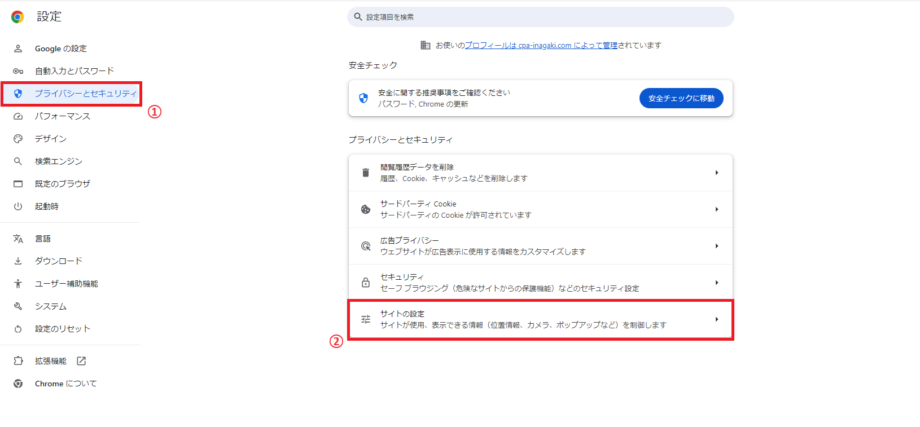 設定
設定項目を検索
Google の設定
自動入力とパスワード
プライバシーとセキュリティ
①
パフォーマンス
デザイン
検索エンジン
既定のブラウザ
起動時
言語
ダウンロード
ユーザー補助機能
システム
設定のリセット
拡張機能
Chrome について
お使いのプロフィールは cpa-inagaki.com によって管理されています
安全チェック
安全に関する推奨事項をご確認ください
パスワード, Chrome の更新
安全チェックに移動
プライバシーとセキュリティ
閲覧履歴データを削除
履歴、Cookie、キャッシュなどを削除します
サードパーティ Cookie
サードパーティの Cookie が許可されています
広告プライバシー
ウェブサイトが広告表示に使用する情報をカスタマイズします
セキュリティ
セーフ ブラウジング（危険なサイトからの保護機能）などのセキュリティ設定
サイトの設定
サイトが使用、表示できる情報（位置情報、カメラ、ポップアップなど）を制御します
②